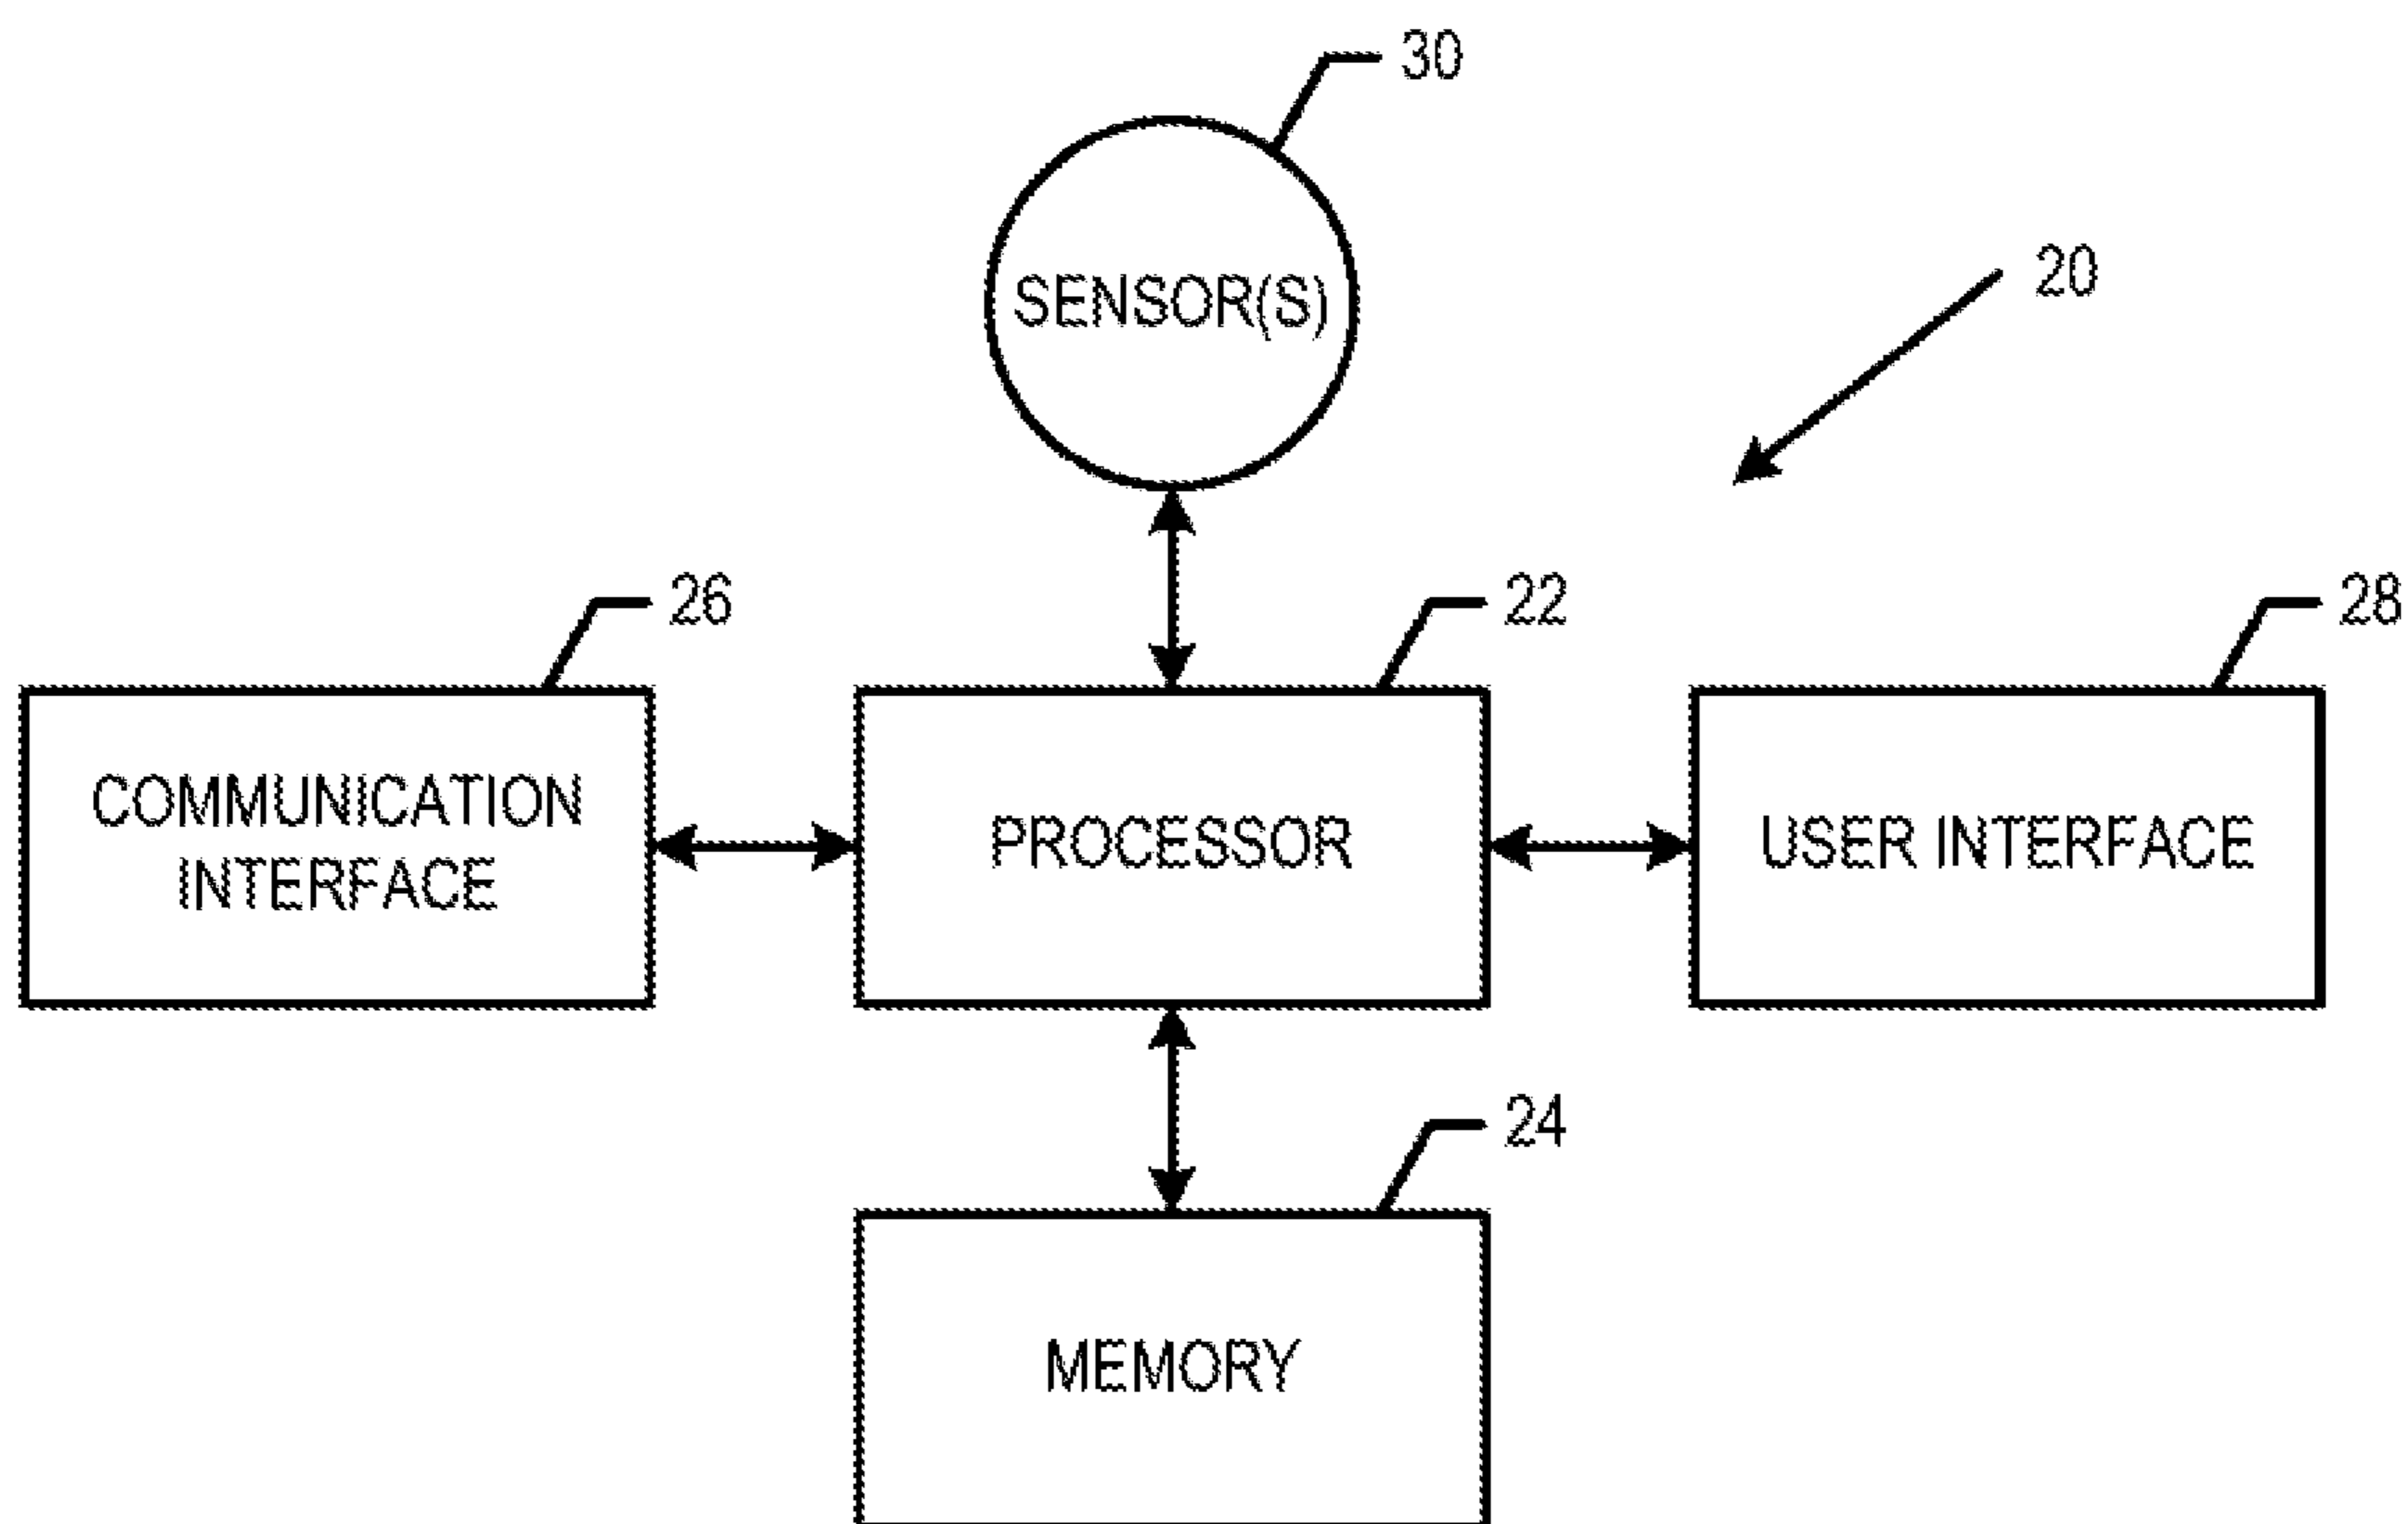 30
SENSOR(S)
20
26
22
28
COMMUNICATION
INTERFACE
PROCESSOR
USER INTERFACE
24
MEMORY